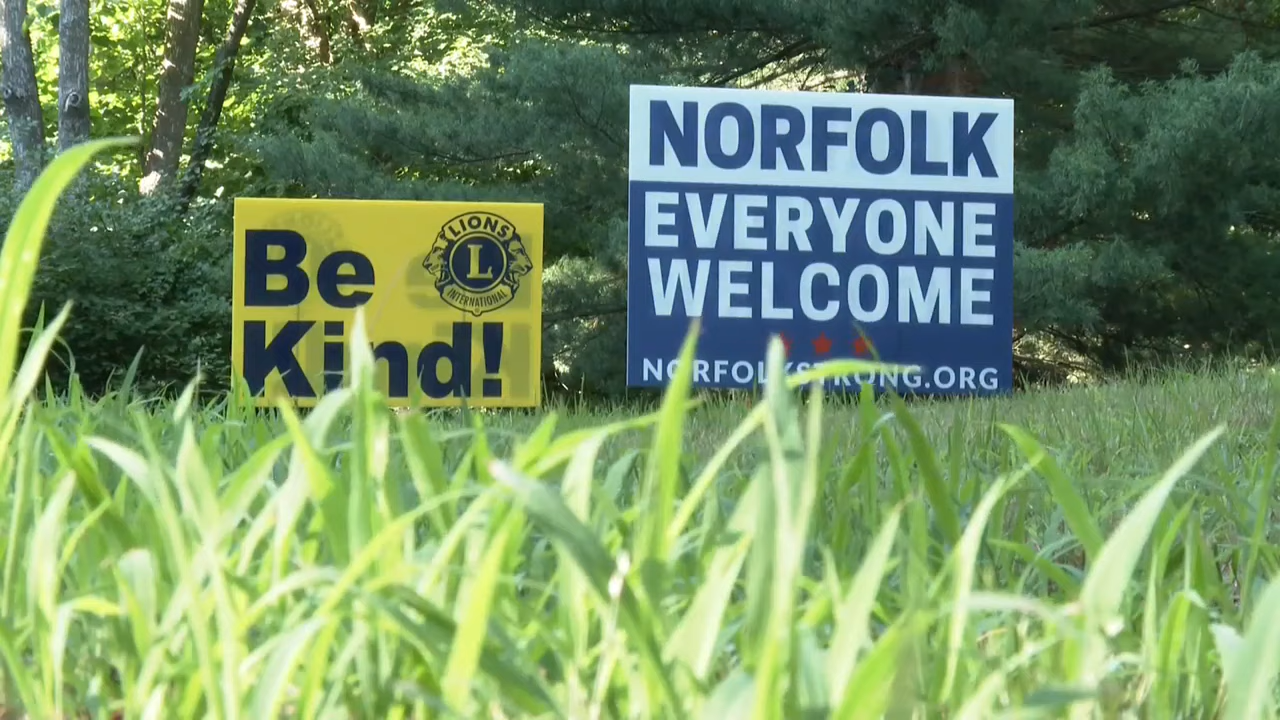 Be
Kind!
LIONS
L
INTERNATIONAL
NORFOLK
EVERYONE
WELCOME
NORFOLKSTRONG.ORG